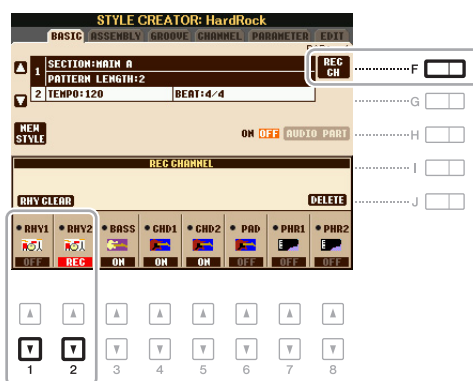 STYLE CREATOR: HardRock
BASIC ASSEMBLY GROOVE CHANNEL PARAMETER EDIT
1 SECTION:MAIN A
PATTERN LENGTH:2
2 TEMPO:120 BEAT:4/4
REC CH
F
G
NEW STYLE
ON OFF AUDIO PART
H
REC CHANNEL
I
RHY CLEAR DELETE
J
RHY1 RHY2 BASS CHD1 CHD2 PAD PHR1 PHR2
OFF REC ON ON ON OFF OFF OFF
1 2 3 4 5 6 7 8